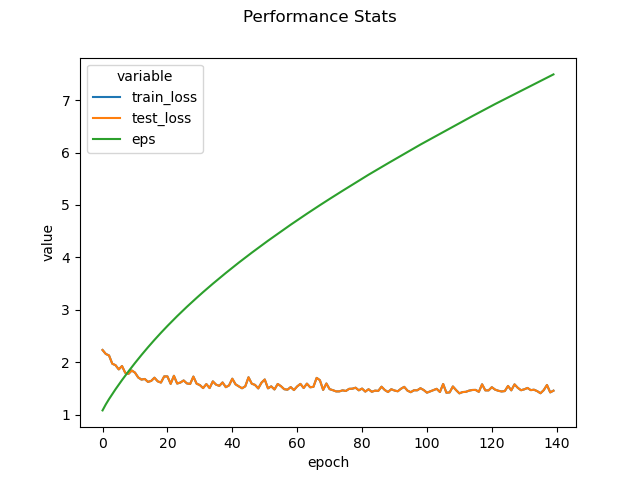 Performance Stats
variable
train_loss
test_loss
eps
value
7
6
5
4
3
2
1
0 20 40 60 80 100 120 140
epoch